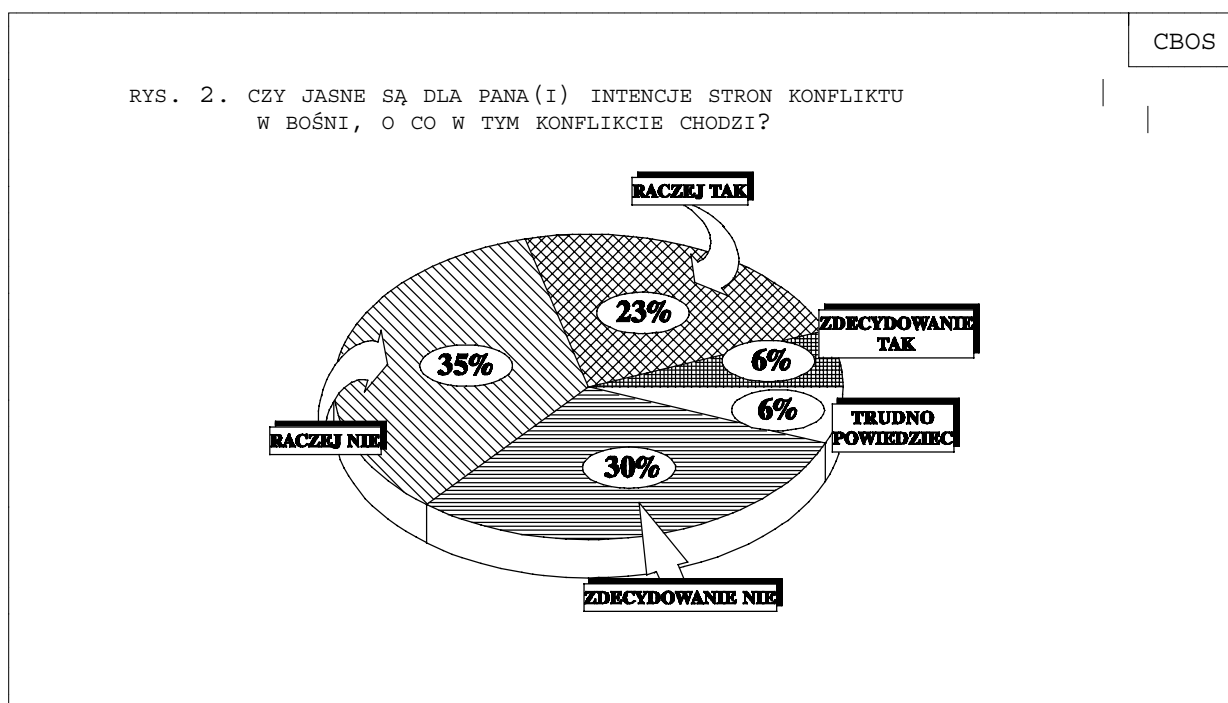 CBOS
RYS. 2. CZY JASNE SĄ DLA PANA(I) INTENCJE STRON KONFLIKTU
W BOŚNI, O CO W TYM KONFLIKCIE CHODZI?
RACZEJ TAK
23%
ZDECYDOWANIE
TAK
6%
35%
6%
TRUDNO
POWIEDZIEC
RACZEJ NIE
30%
ZDECYDOWANIE NIE